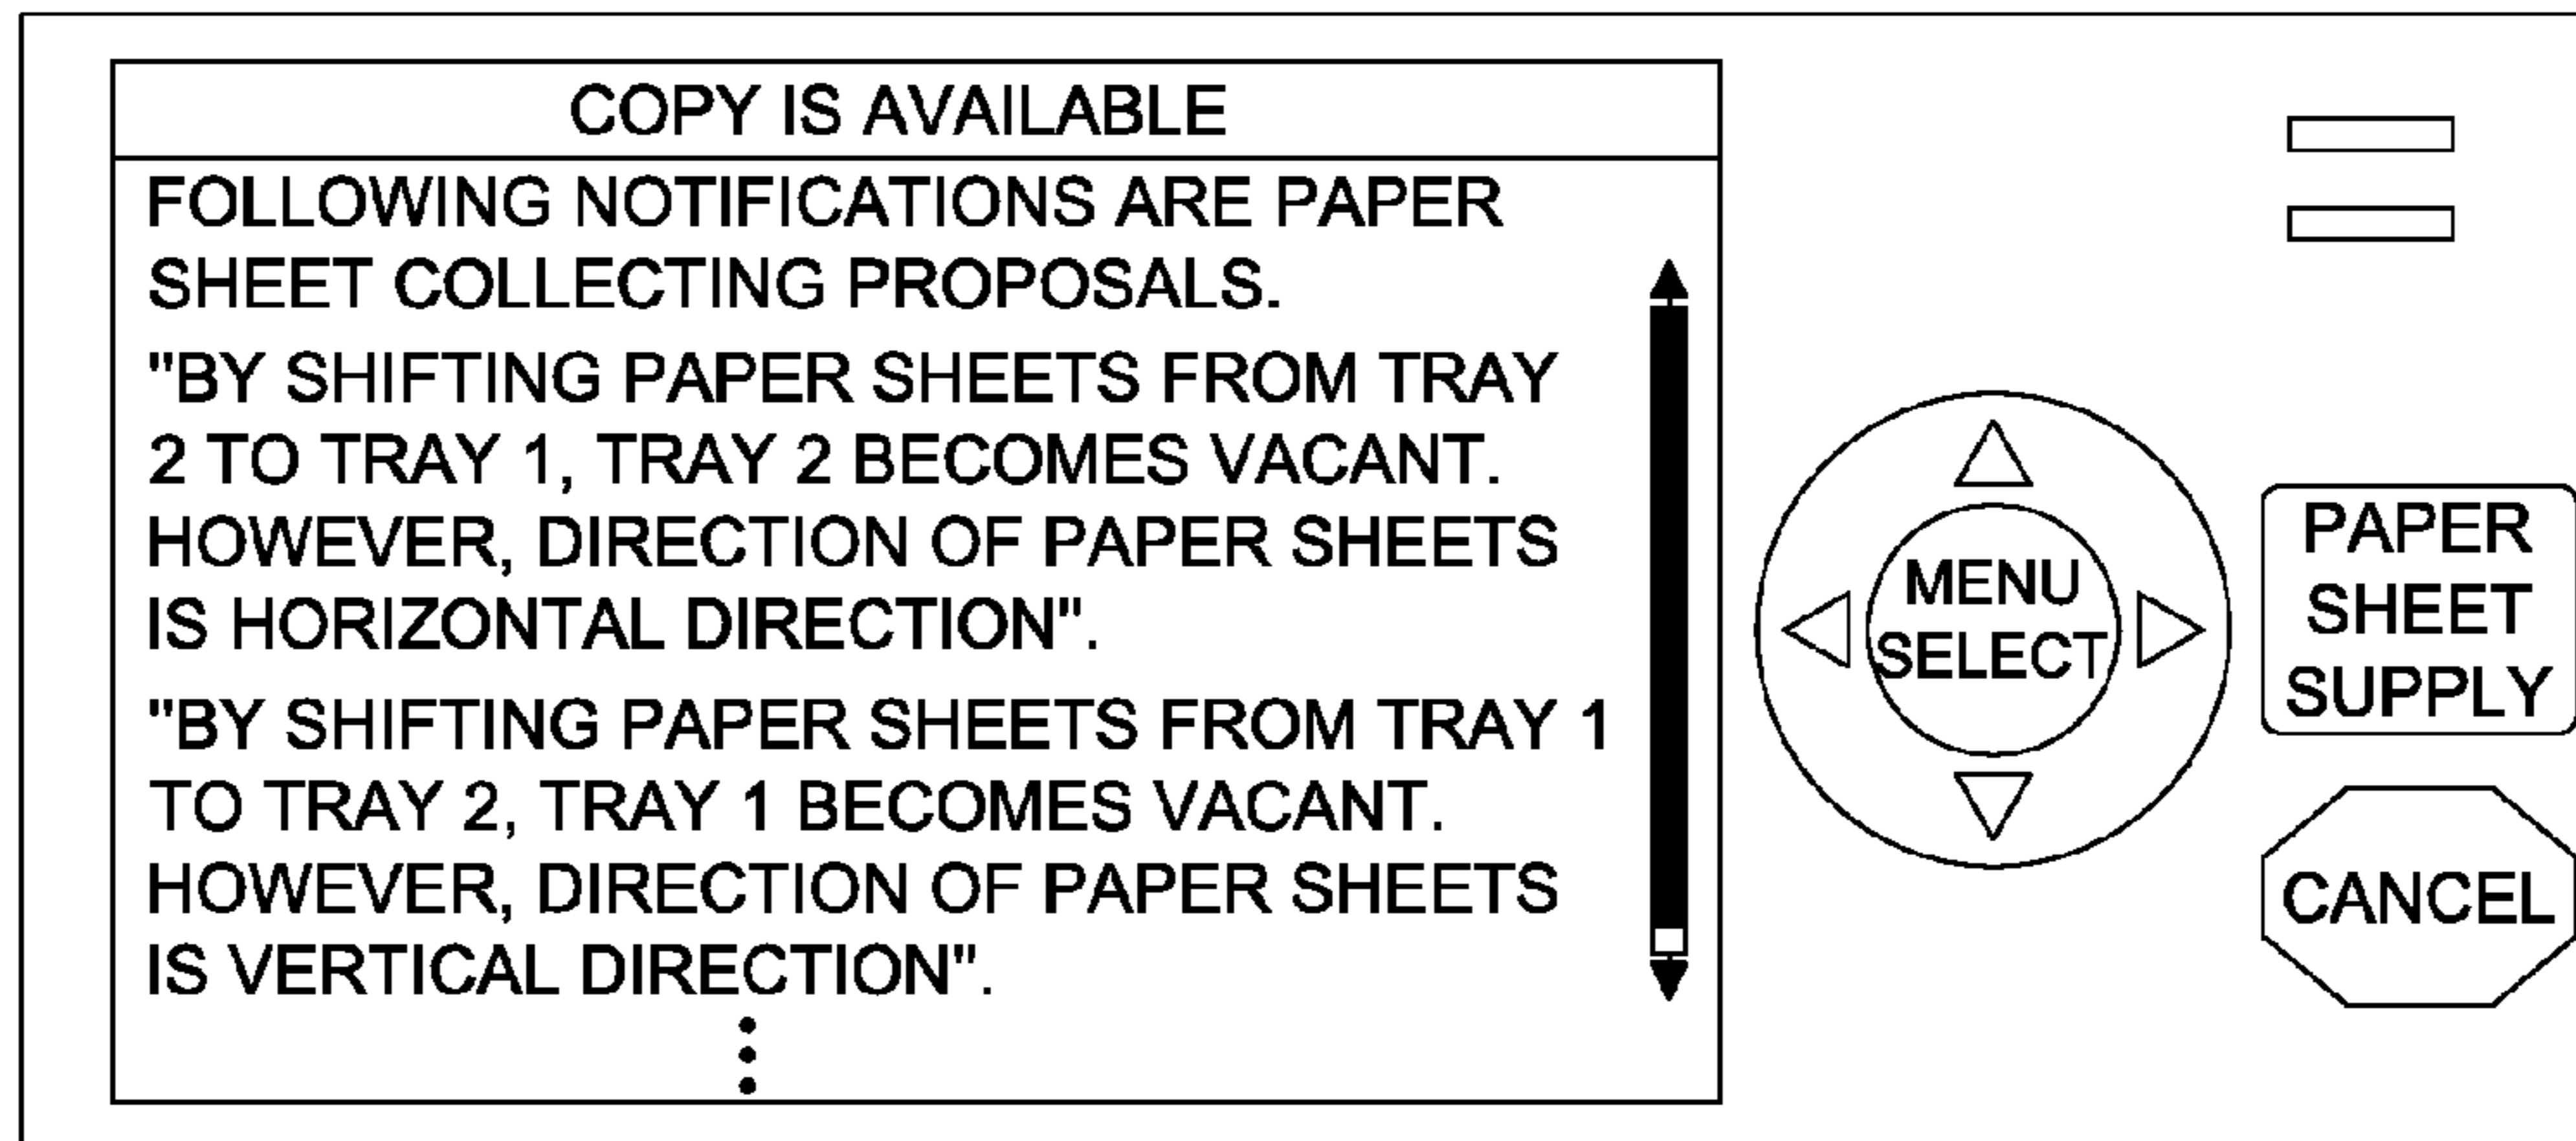 COPY IS AVAILABLE
FOLLOWING NOTIFICATIONS ARE PAPER
SHEET COLLECTING PROPOSALS.
"BY SHIFTING PAPER SHEETS FROM TRAY
2 TO TRAY 1, TRAY 2 BECOMES VACANT.
HOWEVER, DIRECTION OF PAPER SHEETS
IS HORIZONTAL DIRECTION".
"BY SHIFTING PAPER SHEETS FROM TRAY 1
TO TRAY 2, TRAY 1 BECOMES VACANT.
HOWEVER, DIRECTION OF PAPER SHEETS
IS VERTICAL DIRECTION".
MENU
SELECT
PAPER
SHEET
SUPPLY
CANCEL